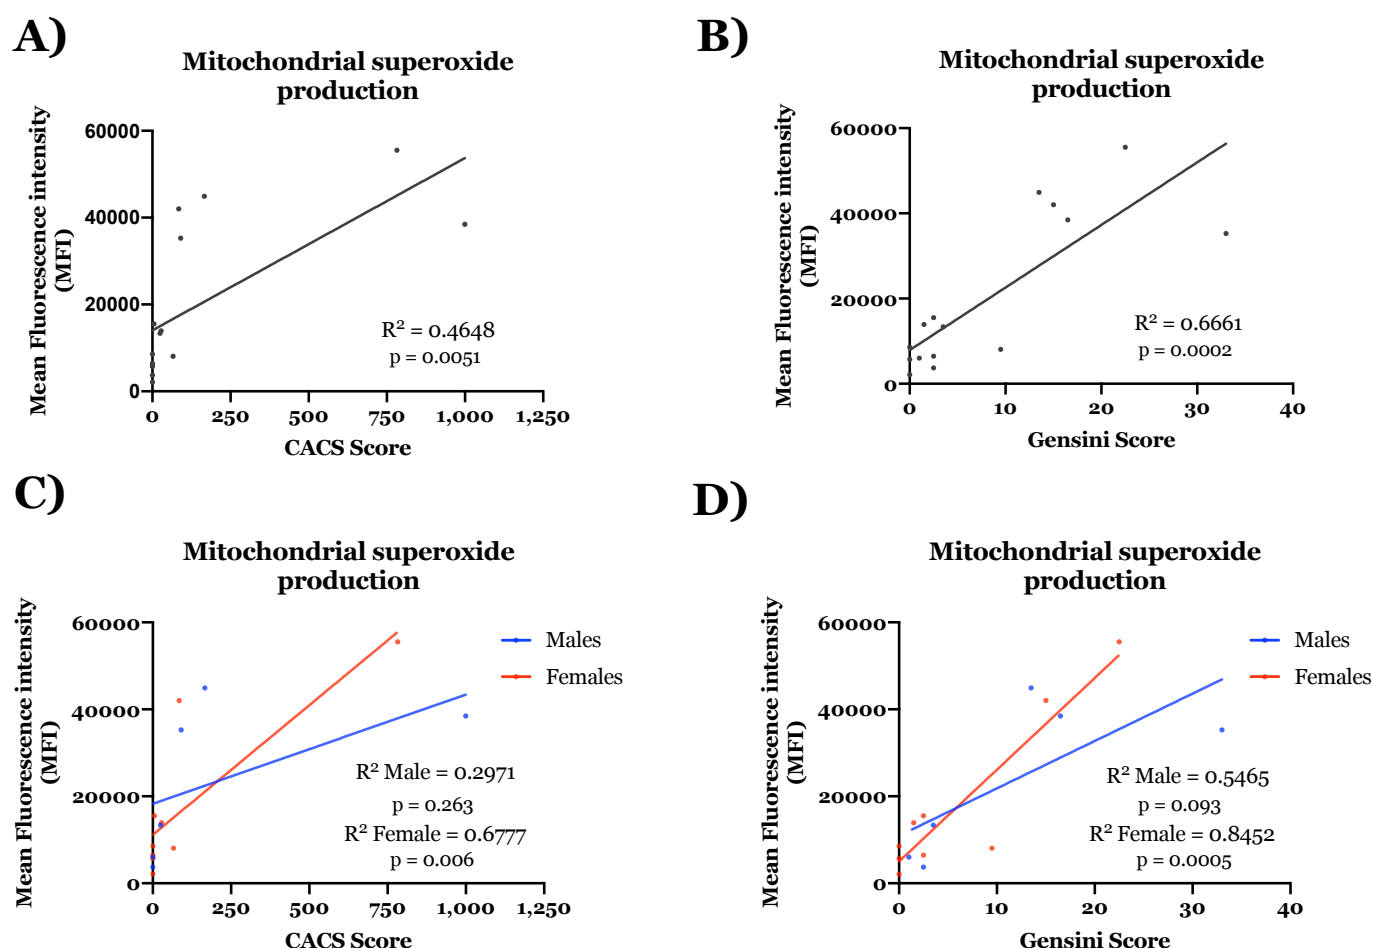 A)
Mitochondrial superoxide
production
Mean Fluorescence intensity
(MFI)
60000
40000
20000
0
0 250 500 750 1,000 1,250
R² = 0.4648
p = 0.0051
CACS Score
B)
Mitochondrial superoxide
production
Mean Fluorescence intensity
(MFI)
60000
40000
20000
0
0 10 20 30 40
R² = 0.6661
p = 0.0002
Gensini Score
C)
Mitochondrial superoxide
production
Mean Fluorescence intensity
(MFI)
60000
40000
20000
0
0 250 500 750 1,000 1,250
Males
Females
R² Male = 0.2971
p = 0.263
R² Female = 0.6777
p = 0.006
CACS Score
D)
Mitochondrial superoxide
production
Mean Fluorescence intensity
(MFI)
60000
40000
20000
0
0 10 20 30 40
Males
Females
R² Male = 0.5465
p = 0.093
R² Female = 0.8452
p = 0.0005
Gensini Score